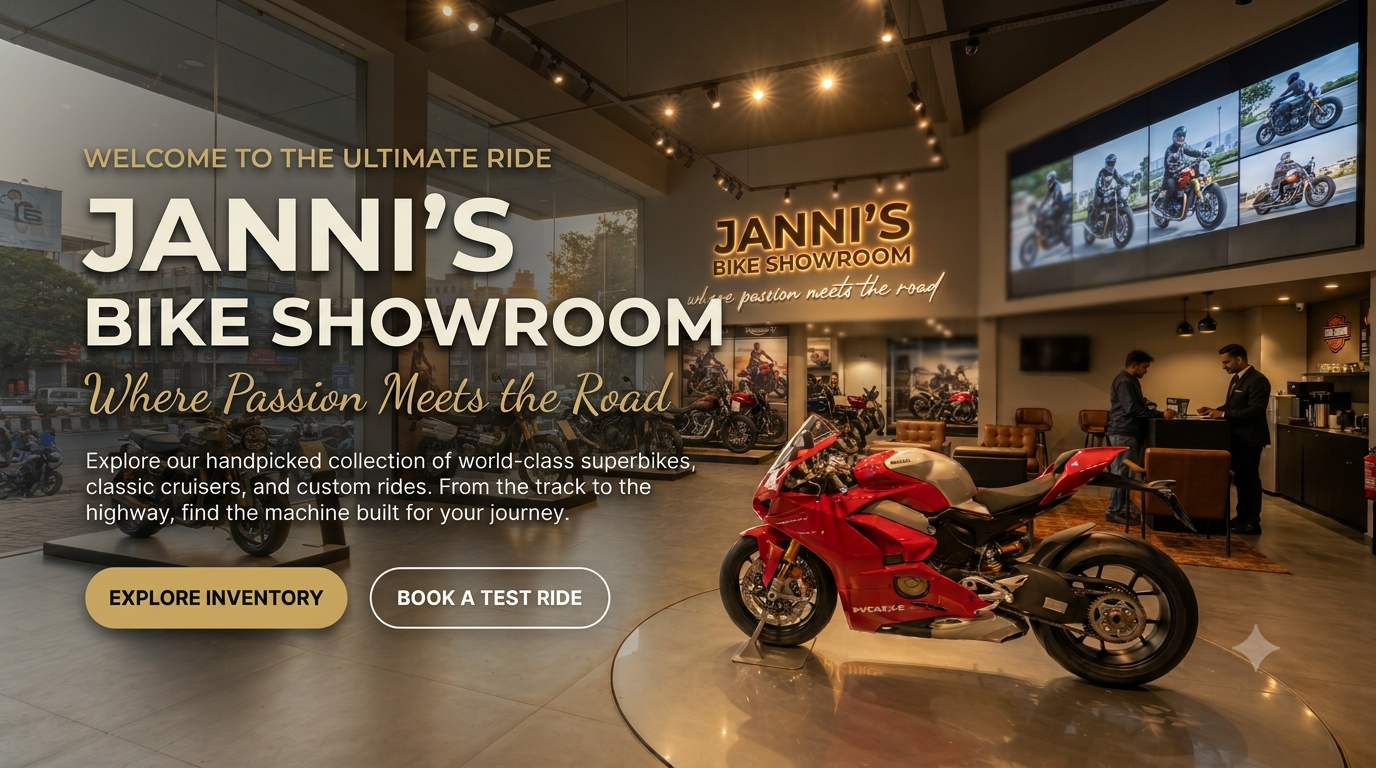 WELCOME TO THE ULTIMATE RIDE
JANNI’S
BIKE SHOWROOM
Where Passion Meets the Road
Explore our handpicked collection of world-class superbikes,
classic cruisers, and custom rides. From the track to the
highway, find the machine built for your journey.
EXPLORE INVENTORY
BOOK A TEST RIDE
JANNI’S
BIKE SHOWROOM
where passion meets the road